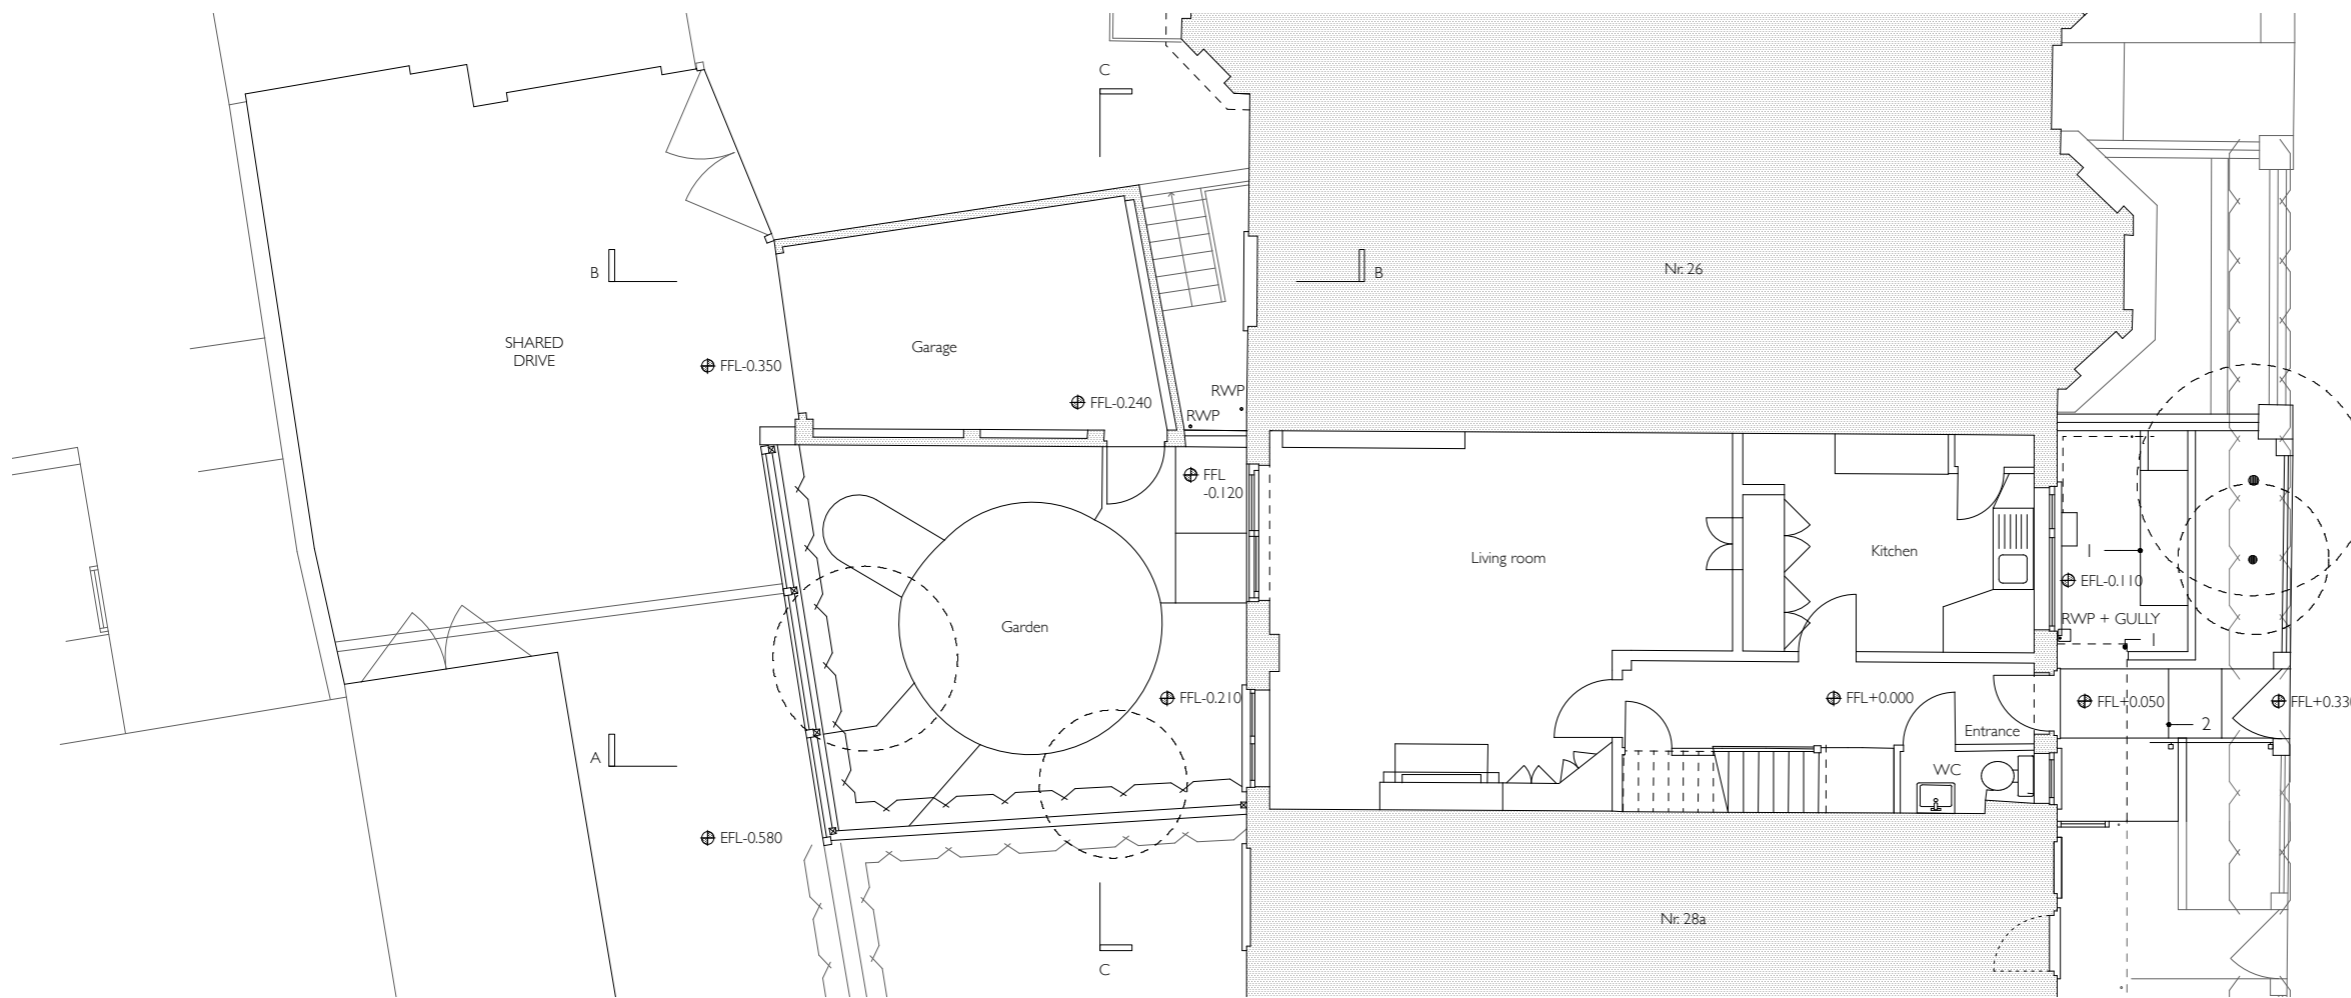 C
B
B
Nr. 26
SHARED
DRIVE
Garage
FFL-0.350
FFL-0.240
RWP
RWP
FFL
-0.120
Living room
Kitchen
1
EFL-0.110
RWP + GULLY
1
Garden
FFL-0.210
FFL+0.000
FFL+0.050
FFL+0.330
2
Entrance
WC
A
EFL-0.580
Nr. 28a
C